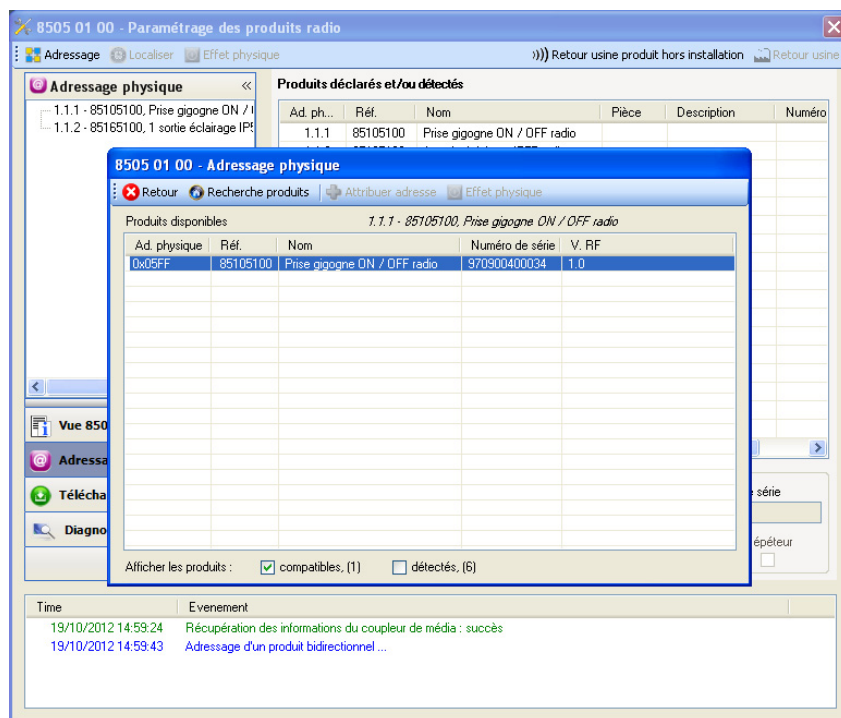 8505 01 00 - Paramétrage des produits radio
Adressage Localiser Effet physique Retour usine produit hors installation Retour usine
Adressage physique
1.1.1 - 85105100, Prise gigogne ON /
1.1.2 - 85165100, 1 sortie éclairage
Produits déclarés et/ou détectés
Ad. ph... Réf. Nom Pièce Description Numéro
1.1.1 85105100 Prise gigogne ON / OFF radio
8505 01 00 - Adressage physique
Retour Recherche produits Attribuer adresse Effet physique
Produits disponibles 1.1.1 - 85105100, Prise gigogne ON / OFF radio
Ad. physique Réf. Nom Numéro de série V. RF
0x05FF 85105100 Prise gigogne ON / OFF radio 970900400034 1.0
Afficher les produits : compatibles, (1) détectés, (6)
Vue 850
Adressa
Télécha
Diagno
série
épéteur
Time Evenement
19/10/2012 14:59:24 Récupération des informations du coupleur de média : succès
19/10/2012 14:59:43 Adressage d'un produit bidirectionnel ...